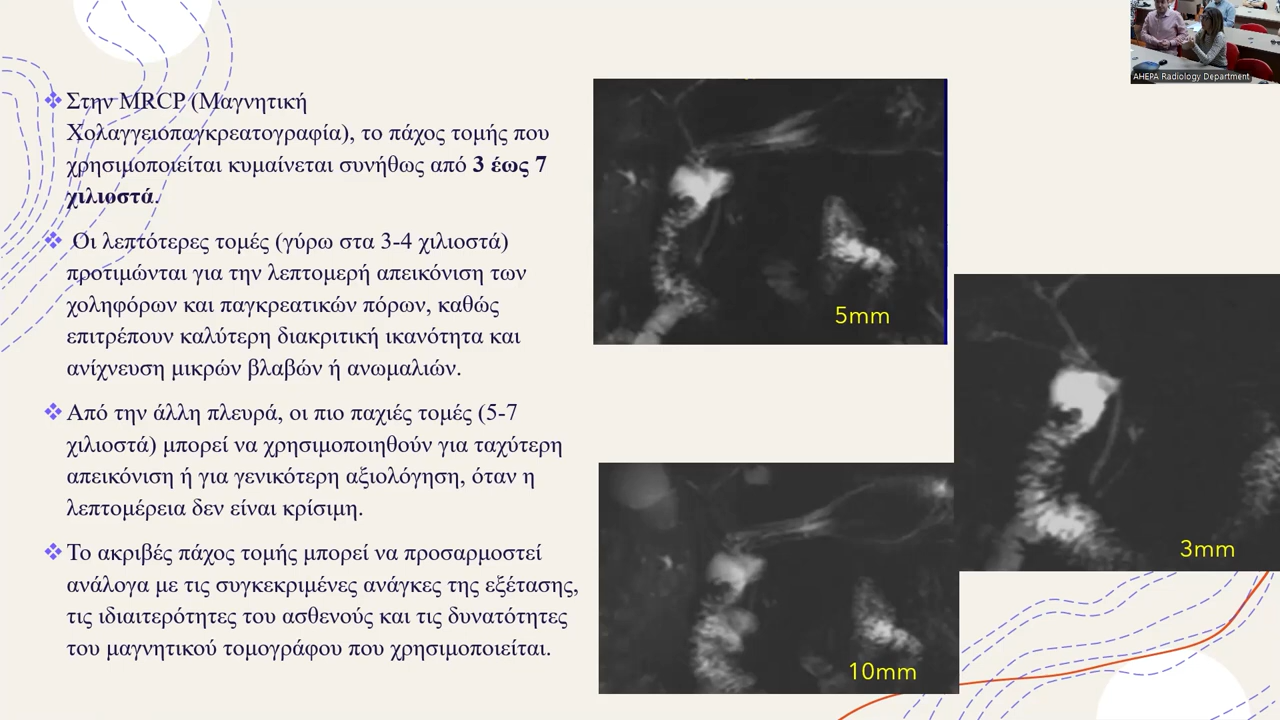 AHEPA Radiology Department
❖ Στην MRCP (Μαγνητική
Χολαγγειοπαγκρεατογραφία), το πάχος τομής που
χρησιμοποιείται κυμαίνεται συνήθως από 3 έως 7
χιλιοστά.
❖ Οι λεπτότερες τομές (γύρω στα 3-4 χιλιοστά)
προτιμώνται για την λεπτομερή απεικόνιση των
χοληφόρων και παγκρεατικών πόρων, καθώς
επιτρέπουν καλύτερη διακριτική ικανότητα και
ανίχνευση μικρών βλαβών ή ανωμαλιών.
❖ Από την άλλη πλευρά, οι πιο παχιές τομές (5-7
χιλιοστά) μπορεί να χρησιμοποιηθούν για ταχύτερη
απεικόνιση ή για γενικότερη αξιολόγηση, όταν η
λεπτομέρεια δεν είναι κρίσιμη.
❖ Το ακριβές πάχος τομής μπορεί να προσαρμοστεί
ανάλογα με τις συγκεκριμένες ανάγκες της εξέτασης,
τις ιδιαιτερότητες του ασθενούς και τις δυνατότητες
του μαγνητικού τομογράφου που χρησιμοποιείται.
5mm
3mm
10mm